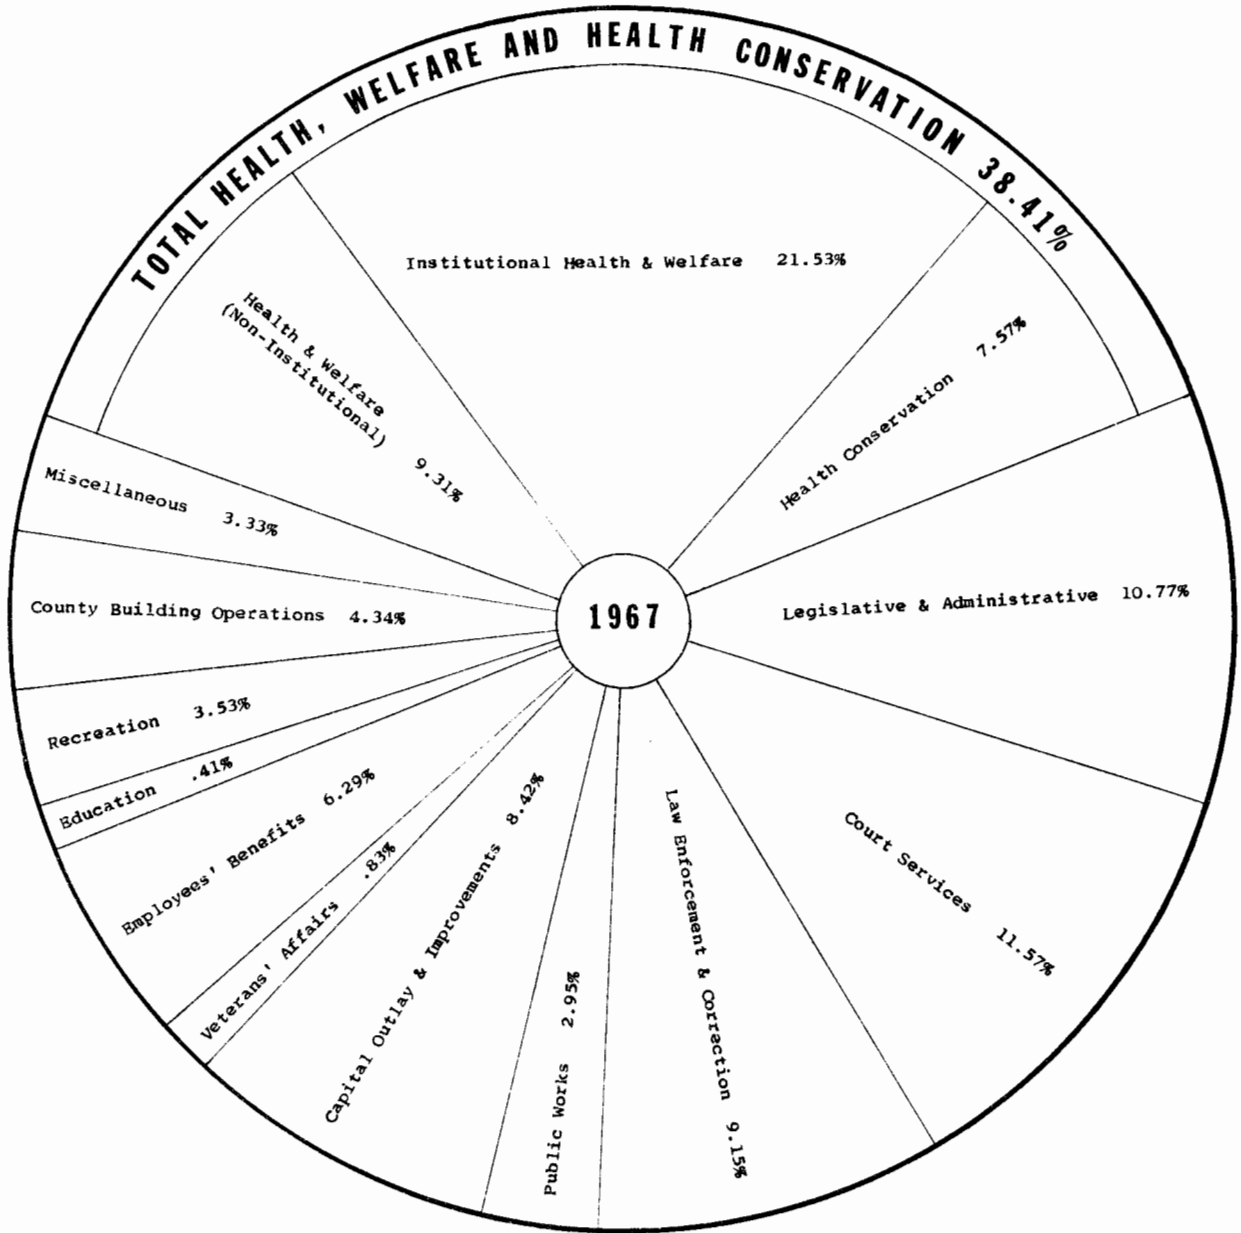 TOTAL HEALTH, WELFARE AND HEALTH CONSERVATION 38.41%
Institutional Health & Welfare 21.53%
Health Conservation 7.57%
Legislative & Administrative 10.77%
Court Services 11.57%
Law Enforcement & Correction 9.15%
Public Works 2.95%
Capital Outlay & Improvements 8.42%
Veterans' Affairs .83%
Employees' Benefits 6.29%
Education .41%
Recreation 3.53%
County Building Operations 4.34%
Miscellaneous 3.33%
Health & Welfare
(Non-Institutional) 9.31%
1967